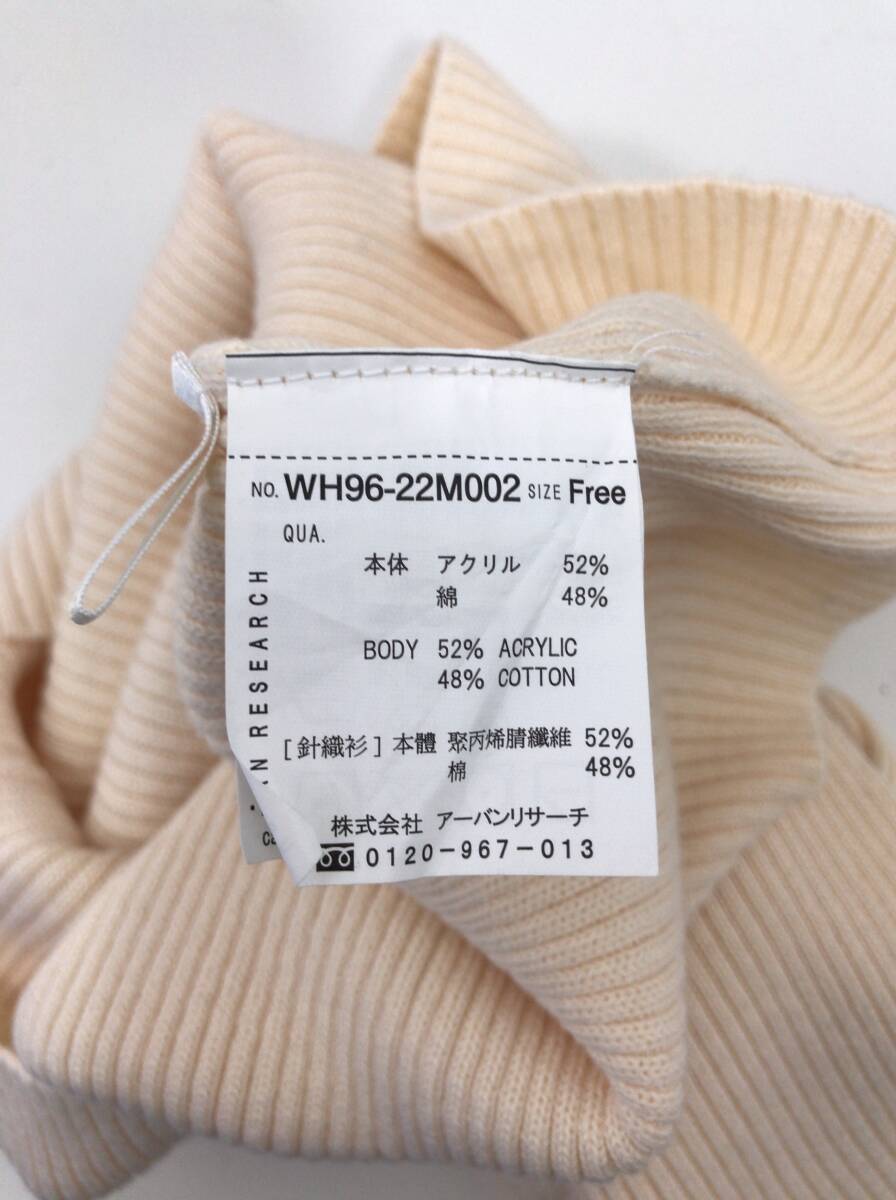 NO. WH96-22M002 SIZE Free
QUA.
本体 アクリル 52%
綿 48%
BODY 52% ACRYLIC
48% COTTON
[針織衫] 本體 聚丙烯腈纖維 52%
棉 48%
株式会社 アーバンリサーチ
0120-967-013
RESEARCH